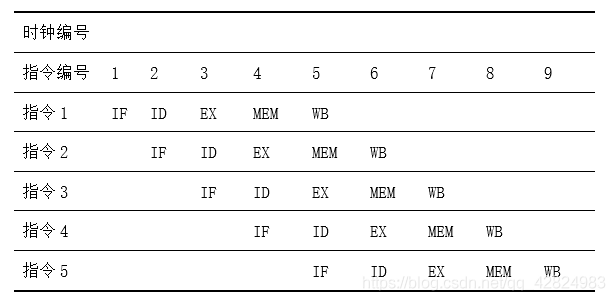 时钟编号
指令编号 1 2 3 4 5 6 7 8 9
指令 1 IF ID EX MEM WB
指令 2 IF ID EX MEM WB
指令 3 IF ID EX MEM WB
指令 4 IF ID EX MEM WB
指令 5 IF ID EX MEM WB
https://blog.csdn.net/qq_42824983